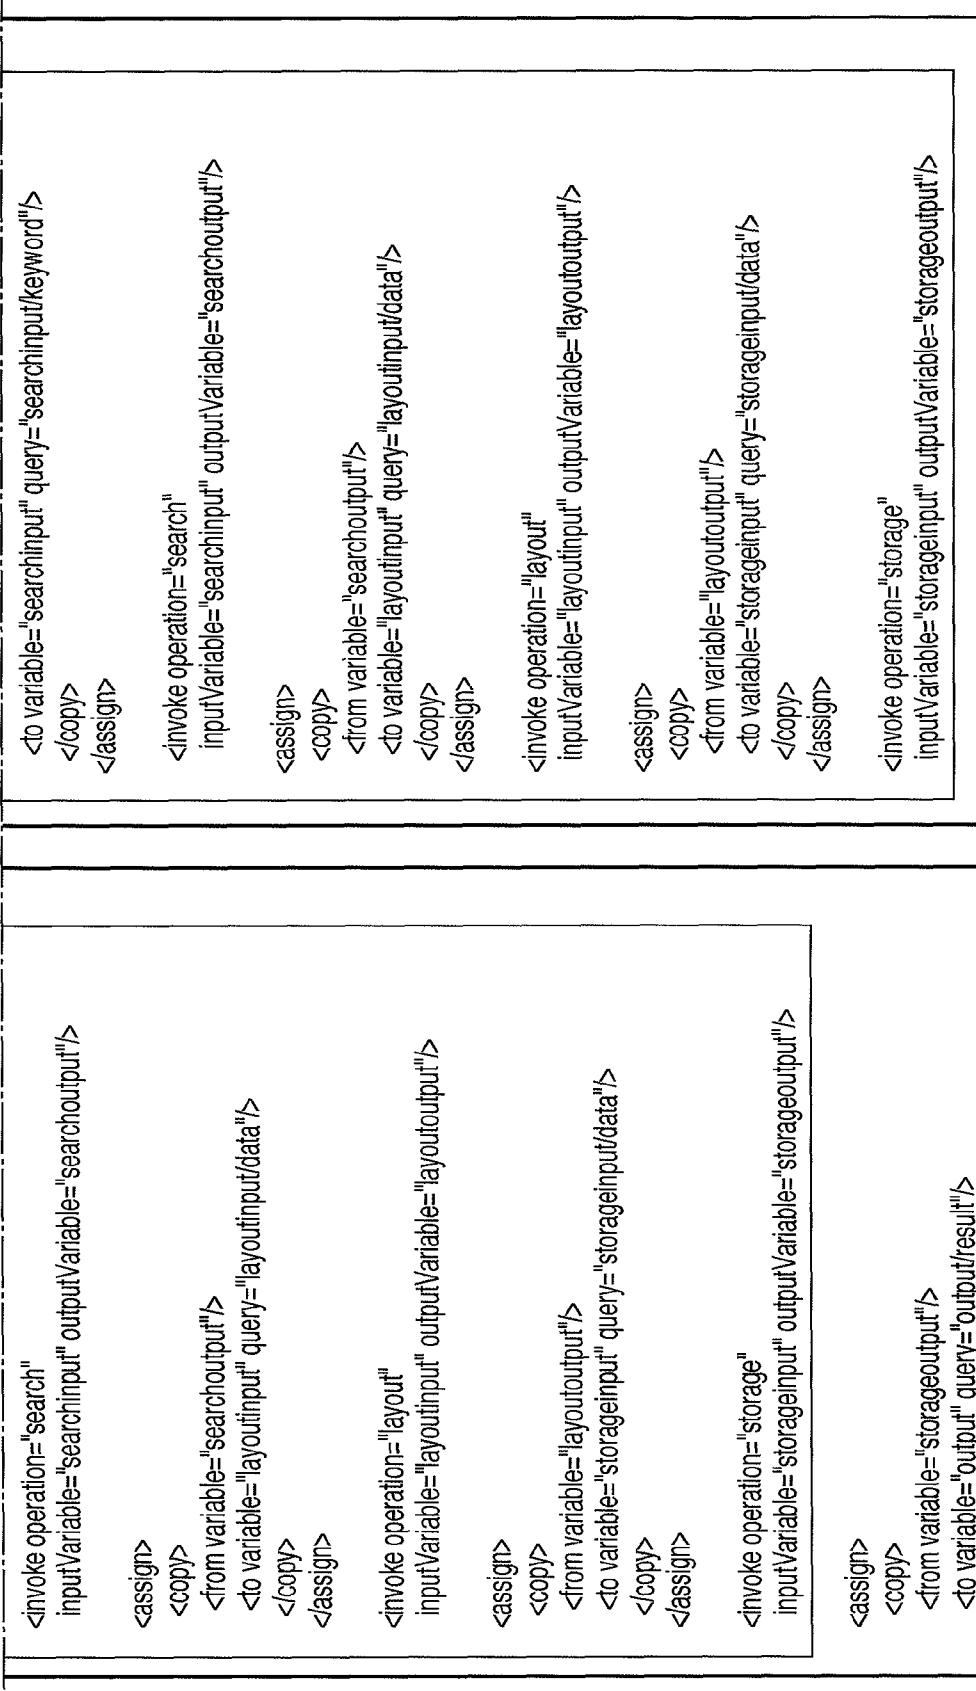 <invoke operation="search"
inputVariable="searchinput" outputVariable="searchoutput"/>
<assign>
<copy>
<from variable="searchoutput"/>
<to variable="layoutinput" query="layoutinput/data"/>
</copy>
</assign>
<invoke operation="layout"
inputVariable="layoutinput" outputVariable="layoutoutput"/>
<assign>
<copy>
<from variable="layoutoutput"/>
<to variable="storageinput" query="storageinput/data"/>
</copy>
</assign>
<invoke operation="storage"
inputVariable="storageinput" outputVariable="storageoutput"/>
<assign>
<copy>
<from variable="storageoutput"/>
<to variable="output" query="output/result"/>
<to variable="searchinput" query="searchinput/keyword"/>
</copy>
</assign>
<invoke operation="search"
inputVariable="searchinput" outputVariable="searchoutput"/>
<assign>
<copy>
<from variable="searchoutput"/>
<to variable="layoutinput" query="layoutinput/data"/>
</copy>
</assign>
<invoke operation="layout"
inputVariable="layoutinput" outputVariable="layoutoutput"/>
<assign>
<copy>
<from variable="layoutoutput"/>
<to variable="storageinput" query="storageinput/data"/>
</copy>
</assign>
<invoke operation="storage"
inputVariable="storageinput" outputVariable="storageoutput"/>